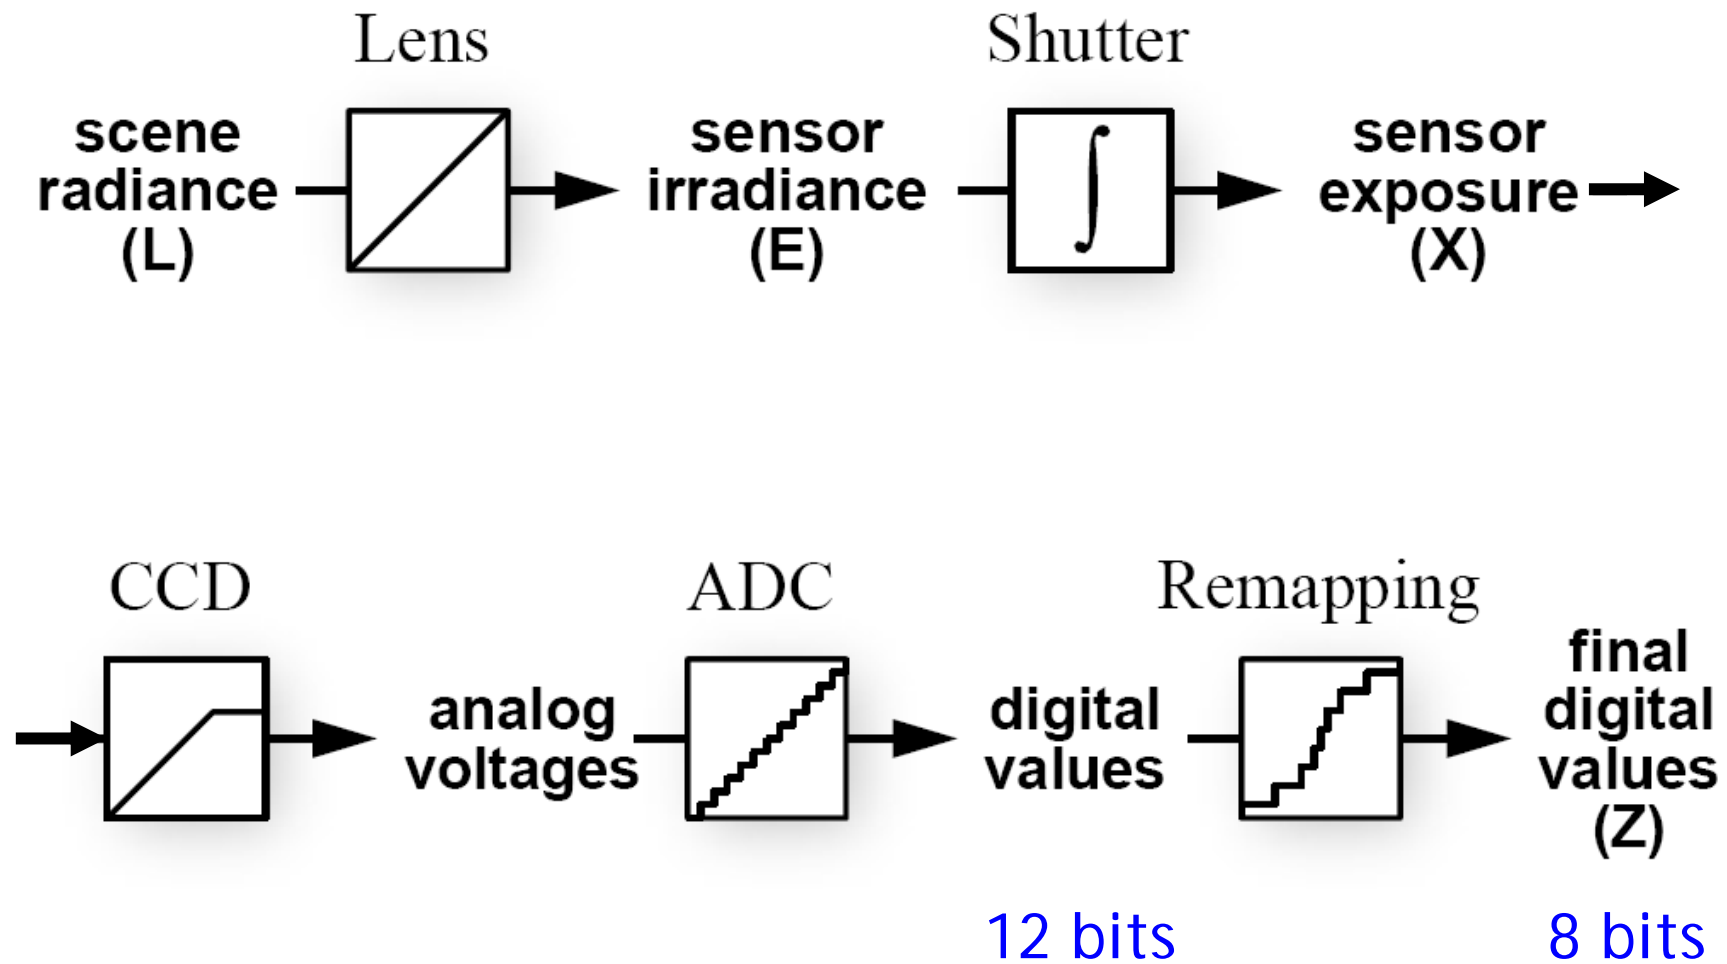 Lens
Shutter
scene
radiance
(L)
sensor
irradiance
(E)
∫
sensor
exposure
(X)
CCD
ADC
Remapping
analog
voltages
digital
values
final
digital
values
(Z)
12 bits
8 bits